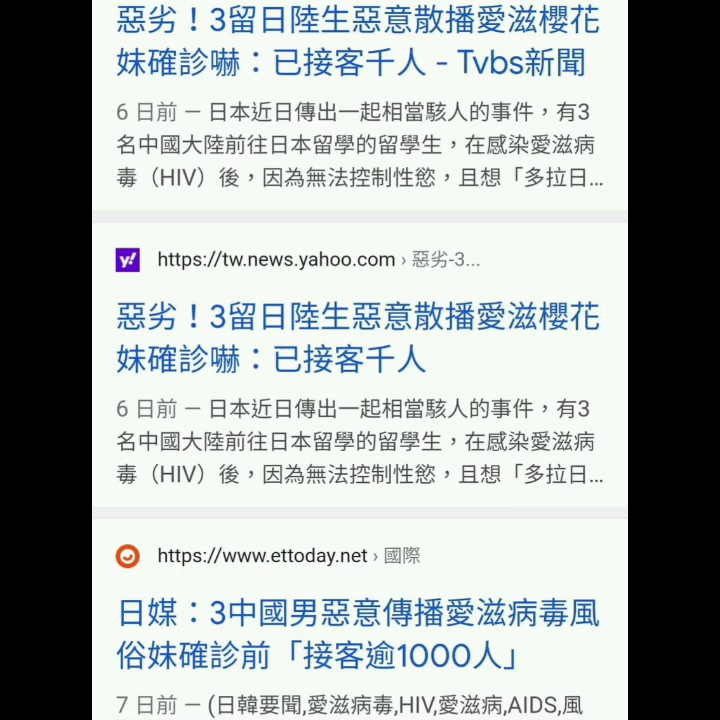 惡劣！3留日陸生惡意散播愛滋櫻花
妹確診嚇：已接客千人 - Tvbs新聞
6 日前 — 日本近日傳出一起相當駭人的事件，有3
名中國大陸前往日本留學的留學生，在感染愛滋病
毒（HIV）後，因為無法控制性慾，且想「多拉日...
y!
https://tw.news.yahoo.com › 惡劣-3...
惡劣！3留日陸生惡意散播愛滋櫻花
妹確診嚇：已接客千人
6 日前 — 日本近日傳出一起相當駭人的事件，有3
名中國大陸前往日本留學的留學生，在感染愛滋病
毒（HIV）後，因為無法控制性慾，且想「多拉日...
https://www.ettoday.net › 國際
日媒：3中國男惡意傳播愛滋病毒風
俗妹確診前「接客逾1000人」
7 日前 — (日韓要聞,愛滋病毒,HIV,愛滋病,AIDS,風